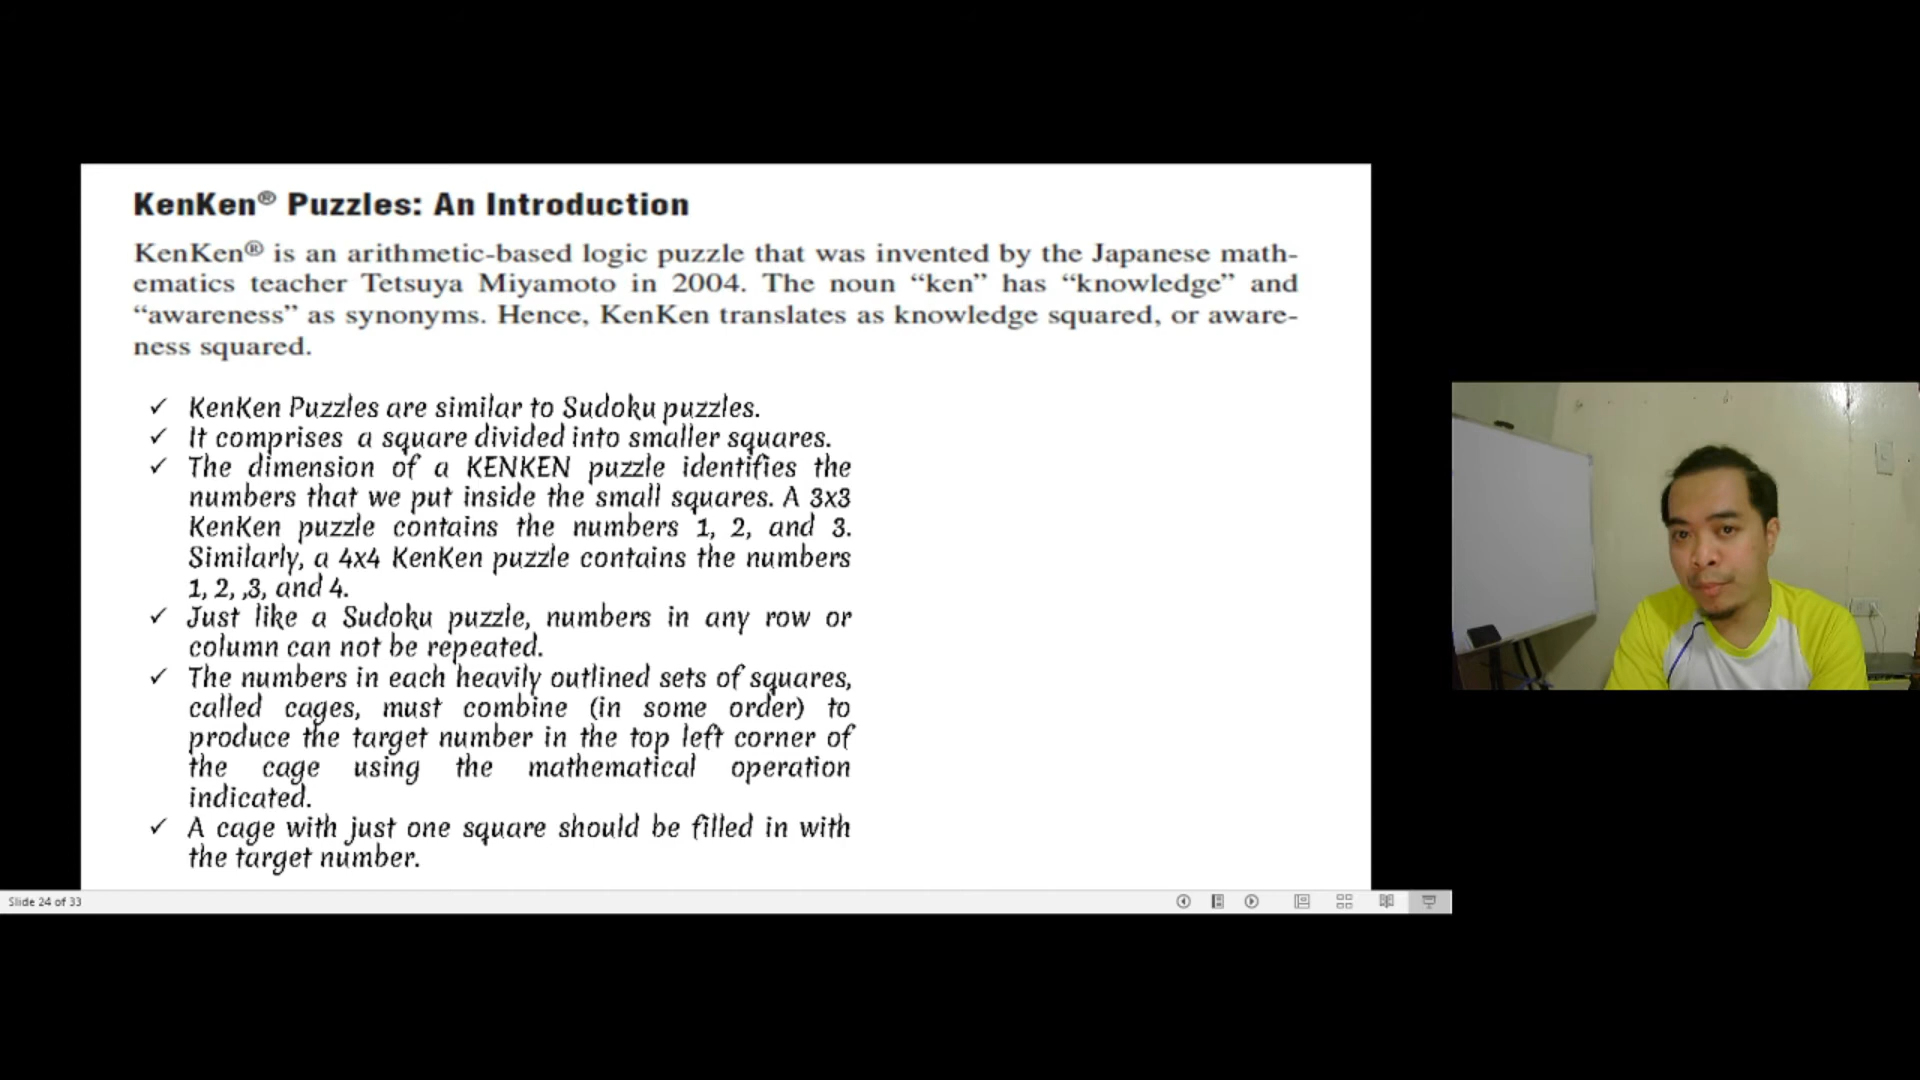 KenKen® Puzzles: An Introduction
KenKen® is an arithmetic-based logic puzzle that was invented by the Japanese math-
ematics teacher Tetsuya Miyamoto in 2004. The noun “ken” has “knowledge” and
“awareness” as synonyms. Hence, KenKen translates as knowledge squared, or aware-
ness squared.
✓ KenKen Puzzles are similar to Sudoku puzzles.
✓ It comprises a square divided into smaller squares.
✓ The dimension of a KENKEN puzzle identifies the
numbers that we put inside the small squares. A 3x3
KenKen puzzle contains the numbers 1, 2, and 3.
Similarly, a 4x4 KenKen puzzle contains the numbers
1, 2, ,3, and 4.
✓ Just like a Sudoku puzzle, numbers in any row or
column can not be repeated.
✓ The numbers in each heavily outlined sets of squares,
called cages, must combine (in some order) to
produce the target number in the top left corner of
the cage using the mathematical operation
indicated.
✓ A cage with just one square should be filled in with
the target number.
Slide 24 of 33